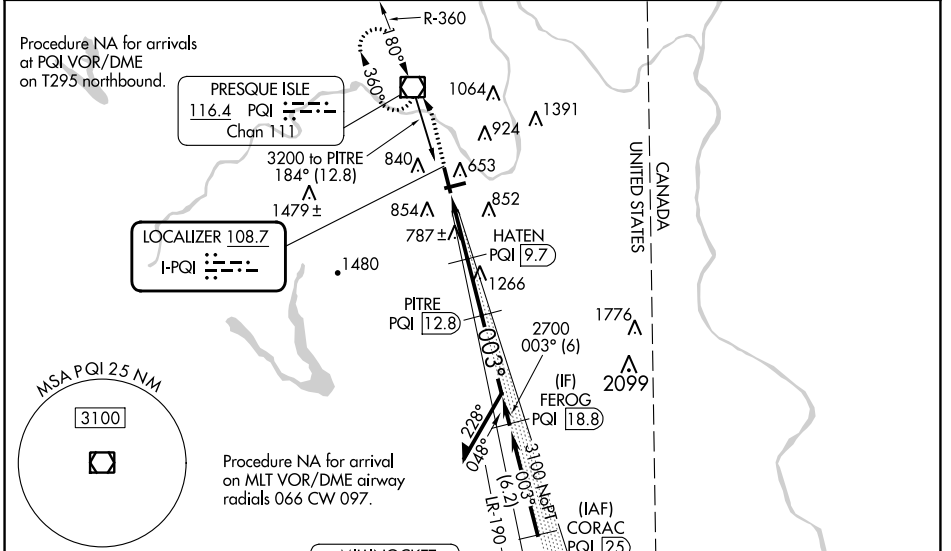 R-360
Procedure NA for arrivals
at PQI VOR/DME
on T295 northbound.
180°
360°
PRESQUE ISLE
116.4 PQI
Chan 111
1064
1391
924
3200 to PITRE
184° (12.8)
840
653
1479 ±
854
852
787 ±
UNITED STATES
CANADA
LOCALIZER 108.7
I-PQI
HATEN
PQI 9.7
1480
1266
PITRE
PQI 12.8
003°
2700
003° (6)
1776
2099
(IF)
FEROG
PQI 18.8
MSA PQI 25 NM
3100
228°
048°
(6.2)
LR-190
3100 NoPT
003°
Procedure NA for arrival
on MLT VOR/DME airway
radials 066 CW 097.
(IAF)
CORAC
PQI 25